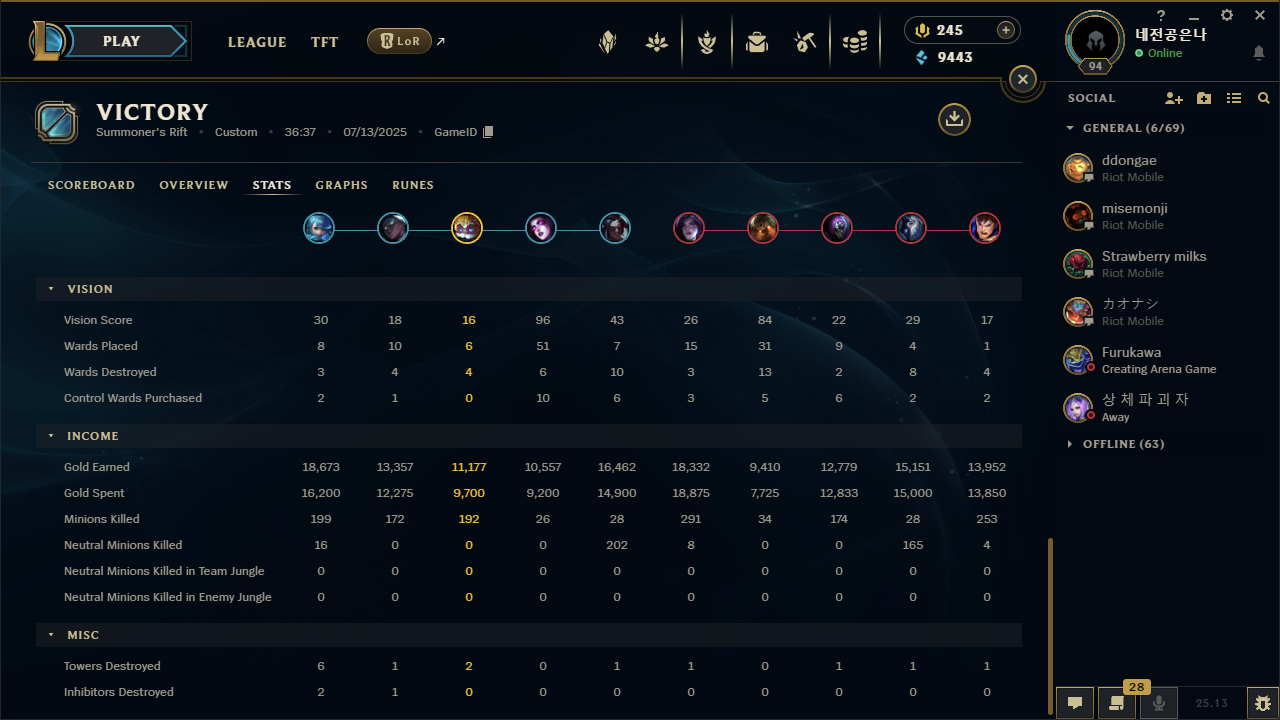 ?
PLAY
LEAGUE
TFT
R LoR
245
9443
네전공은나
Online
94
VICTORY
Summoner's Rift • Custom • 36:37 • 07/13/2025 • GameID
SCOREBOARD OVERVIEW STATS GRAPHS RUNES
VISION
Vision Score 30 18 16 96 43 26 84 22 29 17
Wards Placed 8 10 6 51 7 15 31 9 4 1
Wards Destroyed 3 4 4 6 10 3 13 2 8 4
Control Wards Purchased 2 1 0 10 6 3 5 6 2 2
INCOME
Gold Earned 18,673 13,357 11,177 10,557 16,462 18,332 9,410 12,779 15,151 13,952
Gold Spent 16,200 12,275 9,700 9,200 14,900 18,875 7,725 12,833 15,000 13,850
Minions Killed 199 172 192 26 28 291 34 174 28 253
Neutral Minions Killed 16 0 0 0 202 8 0 0 165 4
Neutral Minions Killed in Team Jungle 0 0 0 0 0 0 0 0 0 0
Neutral Minions Killed in Enemy Jungle 0 0 0 0 0 0 0 0 0 0
MISC
Towers Destroyed 6 1 2 0 1 1 0 1 1 1
Inhibitors Destroyed 2 1 0 0 0 0 0 0 0 0
SOCIAL
GENERAL (6/69)
ddongae
Riot Mobile
misemonji
Riot Mobile
Strawberry milks
Riot Mobile
カオナシ
Riot Mobile
Furukawa
Creating Arena Game
상 체 파 괴 자
Away
OFFLINE (63)
28
25.13